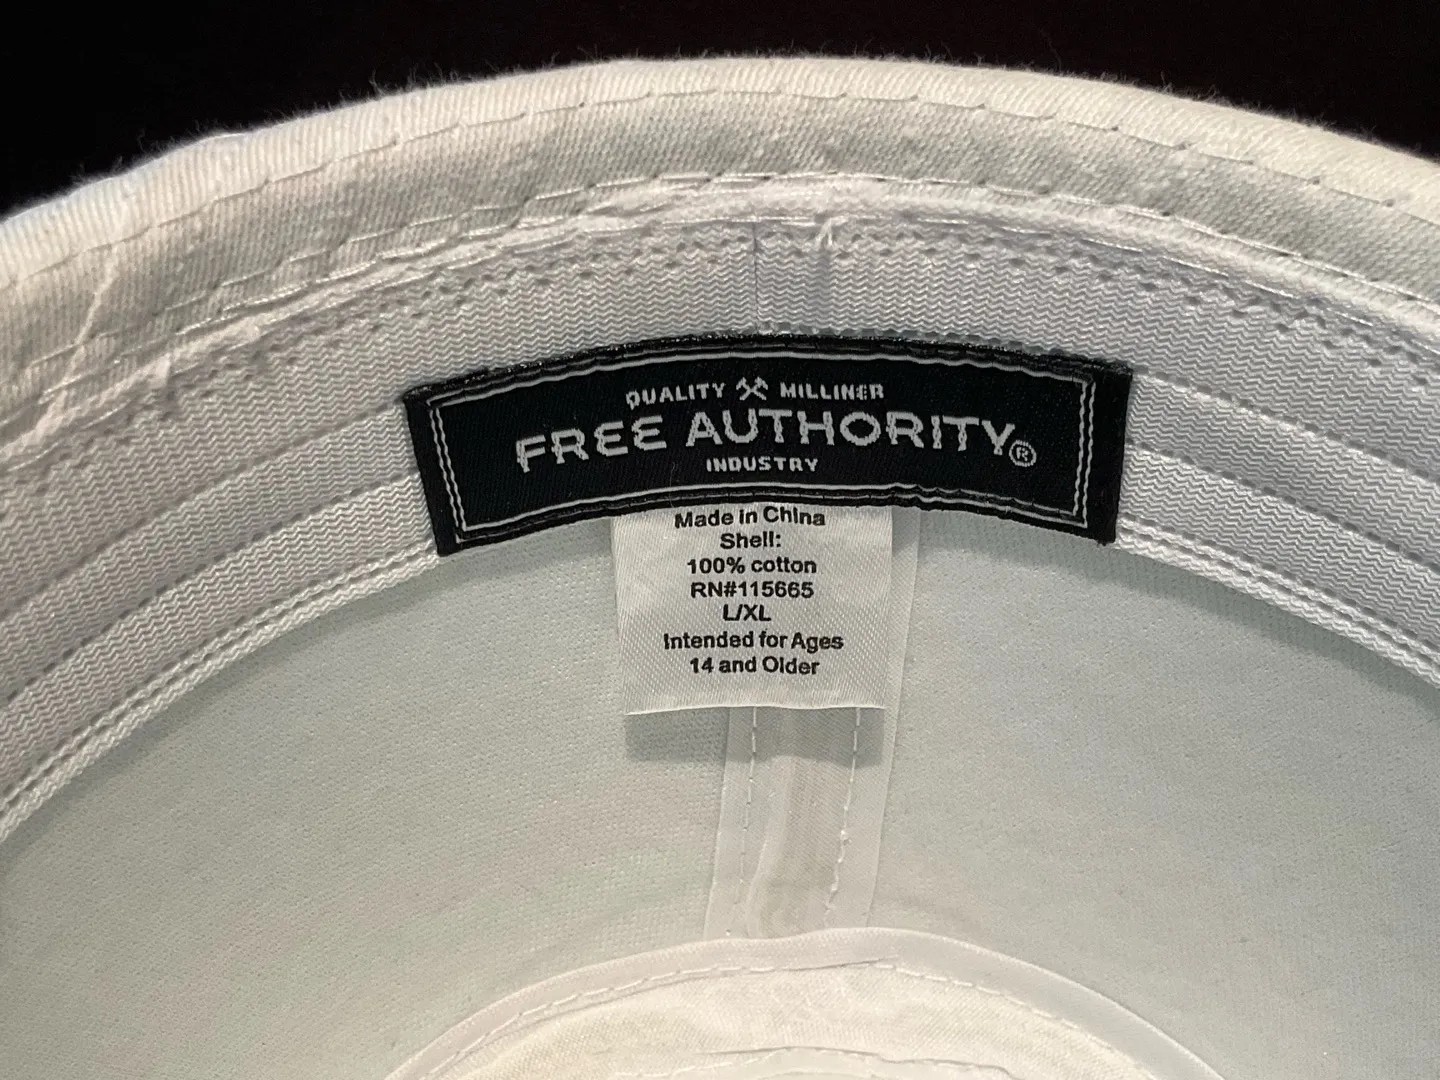 QUALITY MILLINER
FREE AUTHORITY®
INDUSTRY
Made in China
Shell:
100% cotton
RN#115665
L/XL
Intended for Ages
14 and Older